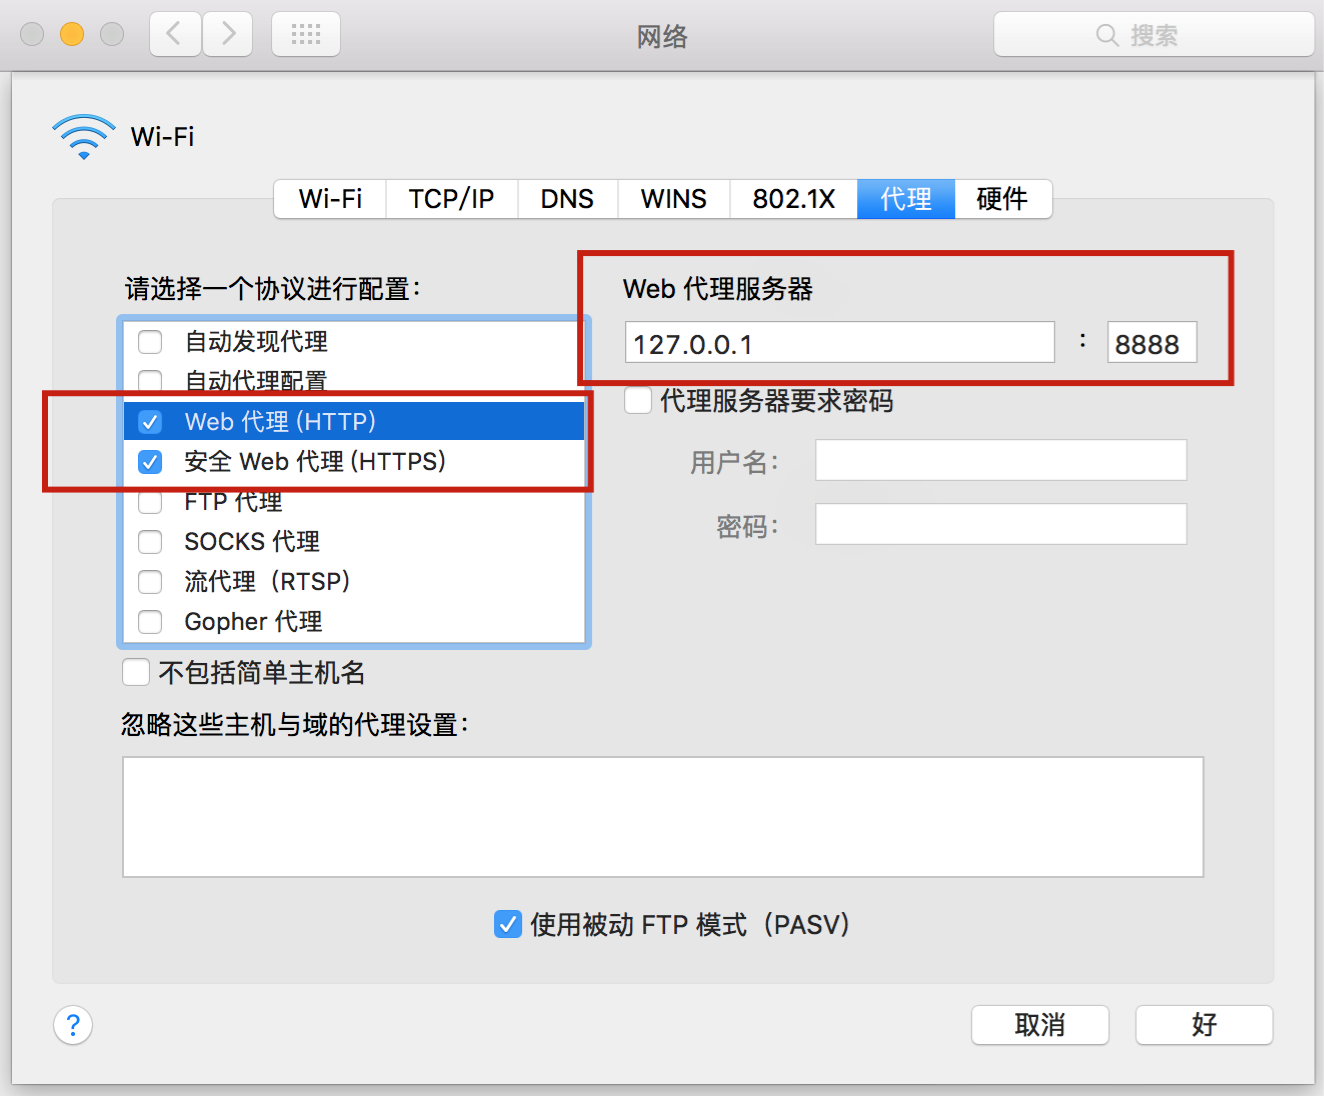 网络
搜索
Wi-Fi
Wi-Fi TCP/IP DNS WINS 802.1X 代理 硬件
请选择一个协议进行配置：
自动发现代理
自动代理配置
Web 代理 (HTTP)
安全 Web 代理 (HTTPS)
FTP 代理
SOCKS 代理
流代理（RTSP）
Gopher 代理
Web 代理服务器
127.0.0.1 : 8888
代理服务器要求密码
用户名：
密码：
不包括简单主机名
忽略这些主机与域的代理设置：
使用被动 FTP 模式（PASV）
?
取消
好